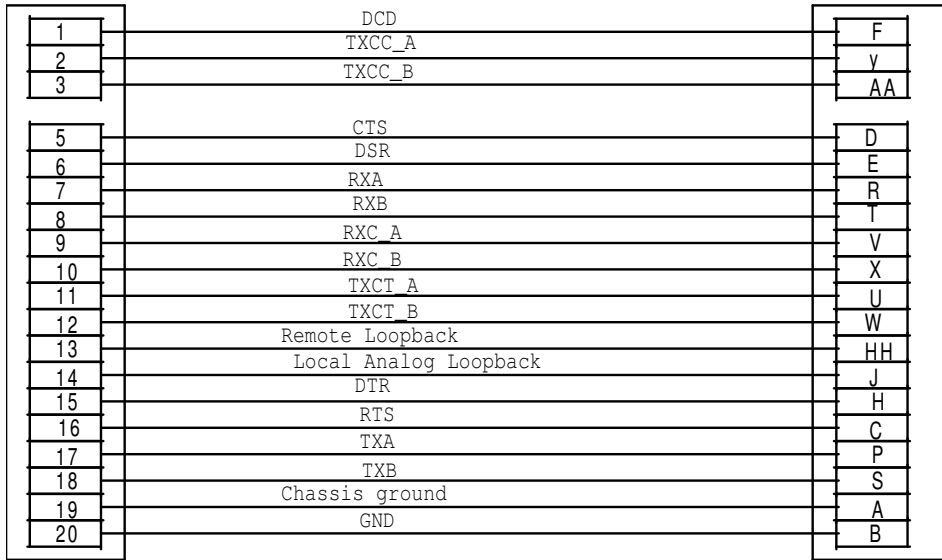 1 DCD F
2 TXCC_A y
3 TXCC_B AA
5 CTS D
6 DSR E
7 RXA R
8 RXB T
9 RXC_A V
10 RXC_B X
11 TXCT_A U
12 TXCT_B W
13 Remote Loopback HH
14 Local Analog Loopback J
15 DTR H
16 RTS C
17 TXA P
18 TXB S
19 Chassis ground A
20 GND B